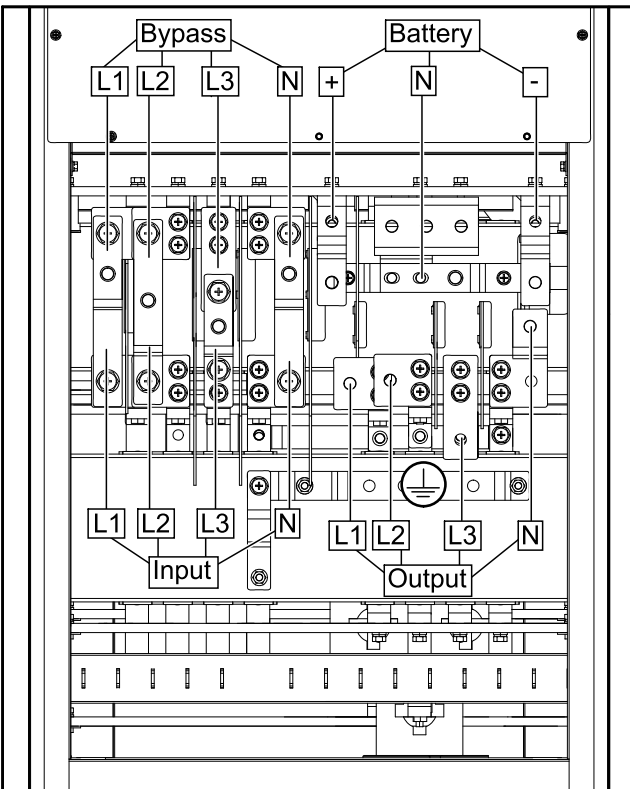 Bypass Battery
L1 L2 L3 N + N -
L1 L2 L3 N L1 L2 L3 N
Input Output